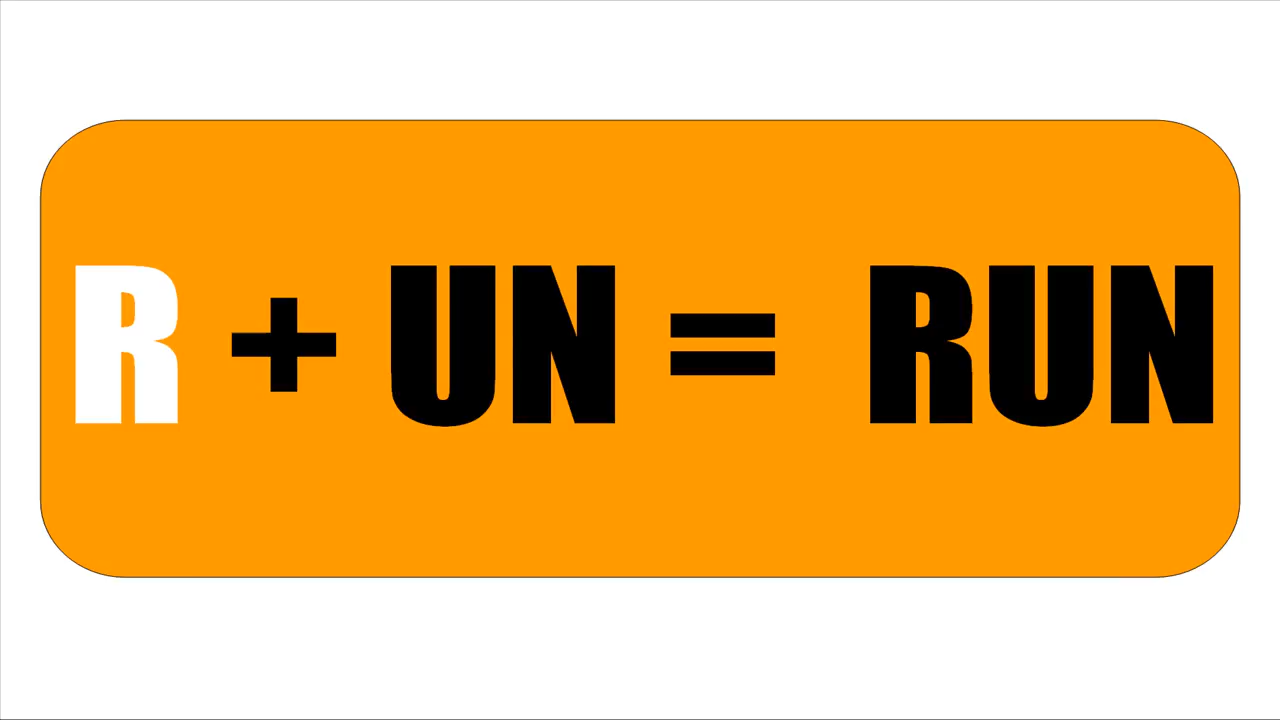 R + UN = RUN